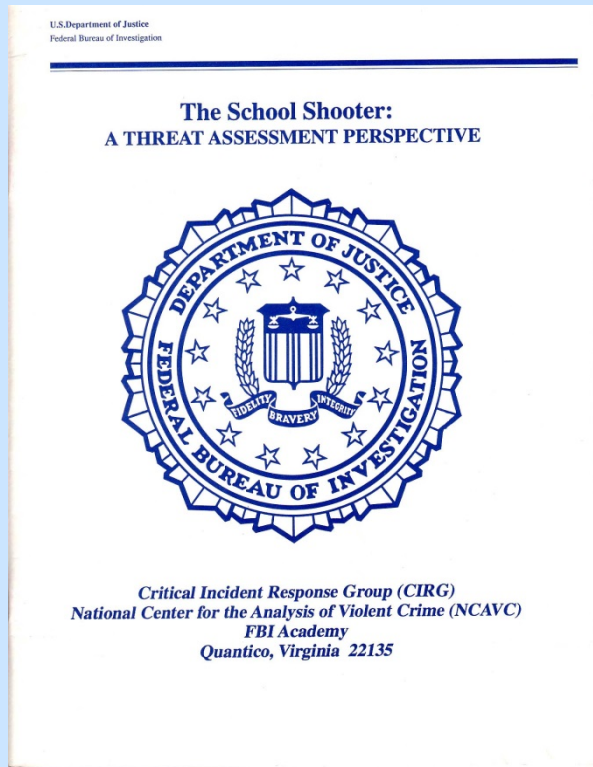 U.S.Department of Justice
Federal Bureau of Investigation
The School Shooter:
A THREAT ASSESSMENT PERSPECTIVE
DEPARTMENT OF JUSTICE
FIDELITY BRAVERY INTEGRITY
FEDERAL BUREAU OF INVESTIGATION
Critical Incident Response Group (CIRG)
National Center for the Analysis of Violent Crime (NCAVC)
FBI Academy
Quantico, Virginia 22135